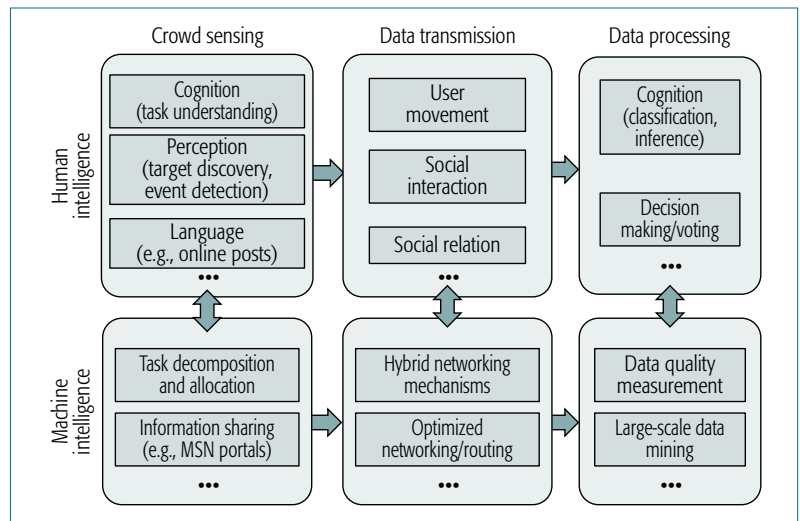 Crowd sensing
Data transmission
Data processing
Human
intelligence
Cognition
(task understanding)
Perception
(target discovery,
event detection)
Language
(e.g., online posts)
•••
User
movement
Social
interaction
Social relation
•••
Cognition
(classification,
inference)
Decision
making/voting
•••
Machine
intelligence
Task decomposition
and allocation
Information sharing
(e.g., MSN portals)
•••
Hybrid networking
mechanisms
Optimized
networking/routing
•••
Data quality
measurement
Large-scale data
mining
•••